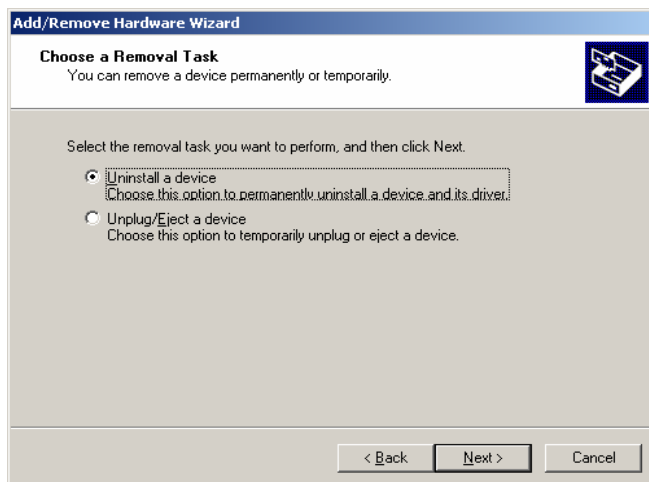 Add/Remove Hardware Wizard
Choose a Removal Task
You can remove a device permanently or temporarily.
Select the removal task you want to perform, and then click Next.
Uninstall a device
Choose this option to permanently uninstall a device and its driver.
Unplug/Eject a device
Choose this option to temporarily unplug or eject a device.
< Back Next > Cancel